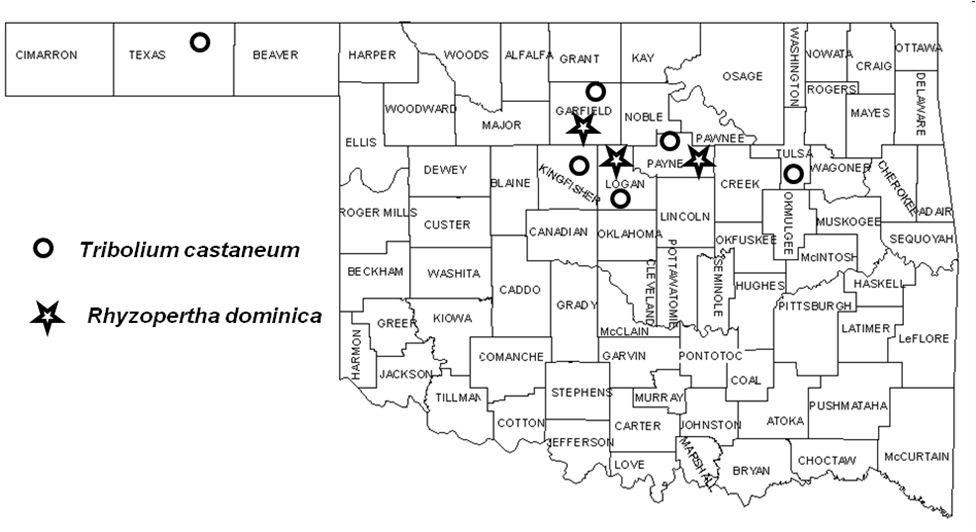 CIMARRON
TEXAS
BEAVER
HARPER
WOODS
ALFALFA
GRANT
KAY
OSAGE
WASHINGTON
NOWATA
CRAIG
OTTAWA
ROGERS
DELAWARE
WOODWARD
MAJOR
GARFIELD
NOBLE
PAWNEE
MAYES
ELLIS
DEWEY
BLAINE
KINGFISHER
LOGAN
PAYNE
CREEK
TULSA
WAGONER
CHEROKEE
ADAIR
ROGER MILLS
CUSTER
CANADIAN
OKLAHOMA
LINCOLN
OKFUSKEE
OKMULGEE
MUSKOGEE
SEQUOYAH
McINTOSH
Tribolium castaneum
BECKHAM
WASHITA
CADDO
GRADY
CLEVELAND
POTTAWATOMIE
SEMINOLE
HUGHES
PITTSBURGH
HASKELL
Rhyzopertha dominica
GREER
KIOWA
McCLAIN
LATIMER
LeFLORE
HARMON
JACKSON
COMANCHE
GARVIN
PONTOTOC
COAL
TILLMAN
STEPHENS
MURRAY
PUSHMATAHA
COTTON
CARTER
JOHNSTON
ATOKA
JEFFERSON
LOVE
MARSHALL
BRYAN
CHOCTAW
McCURTAIN